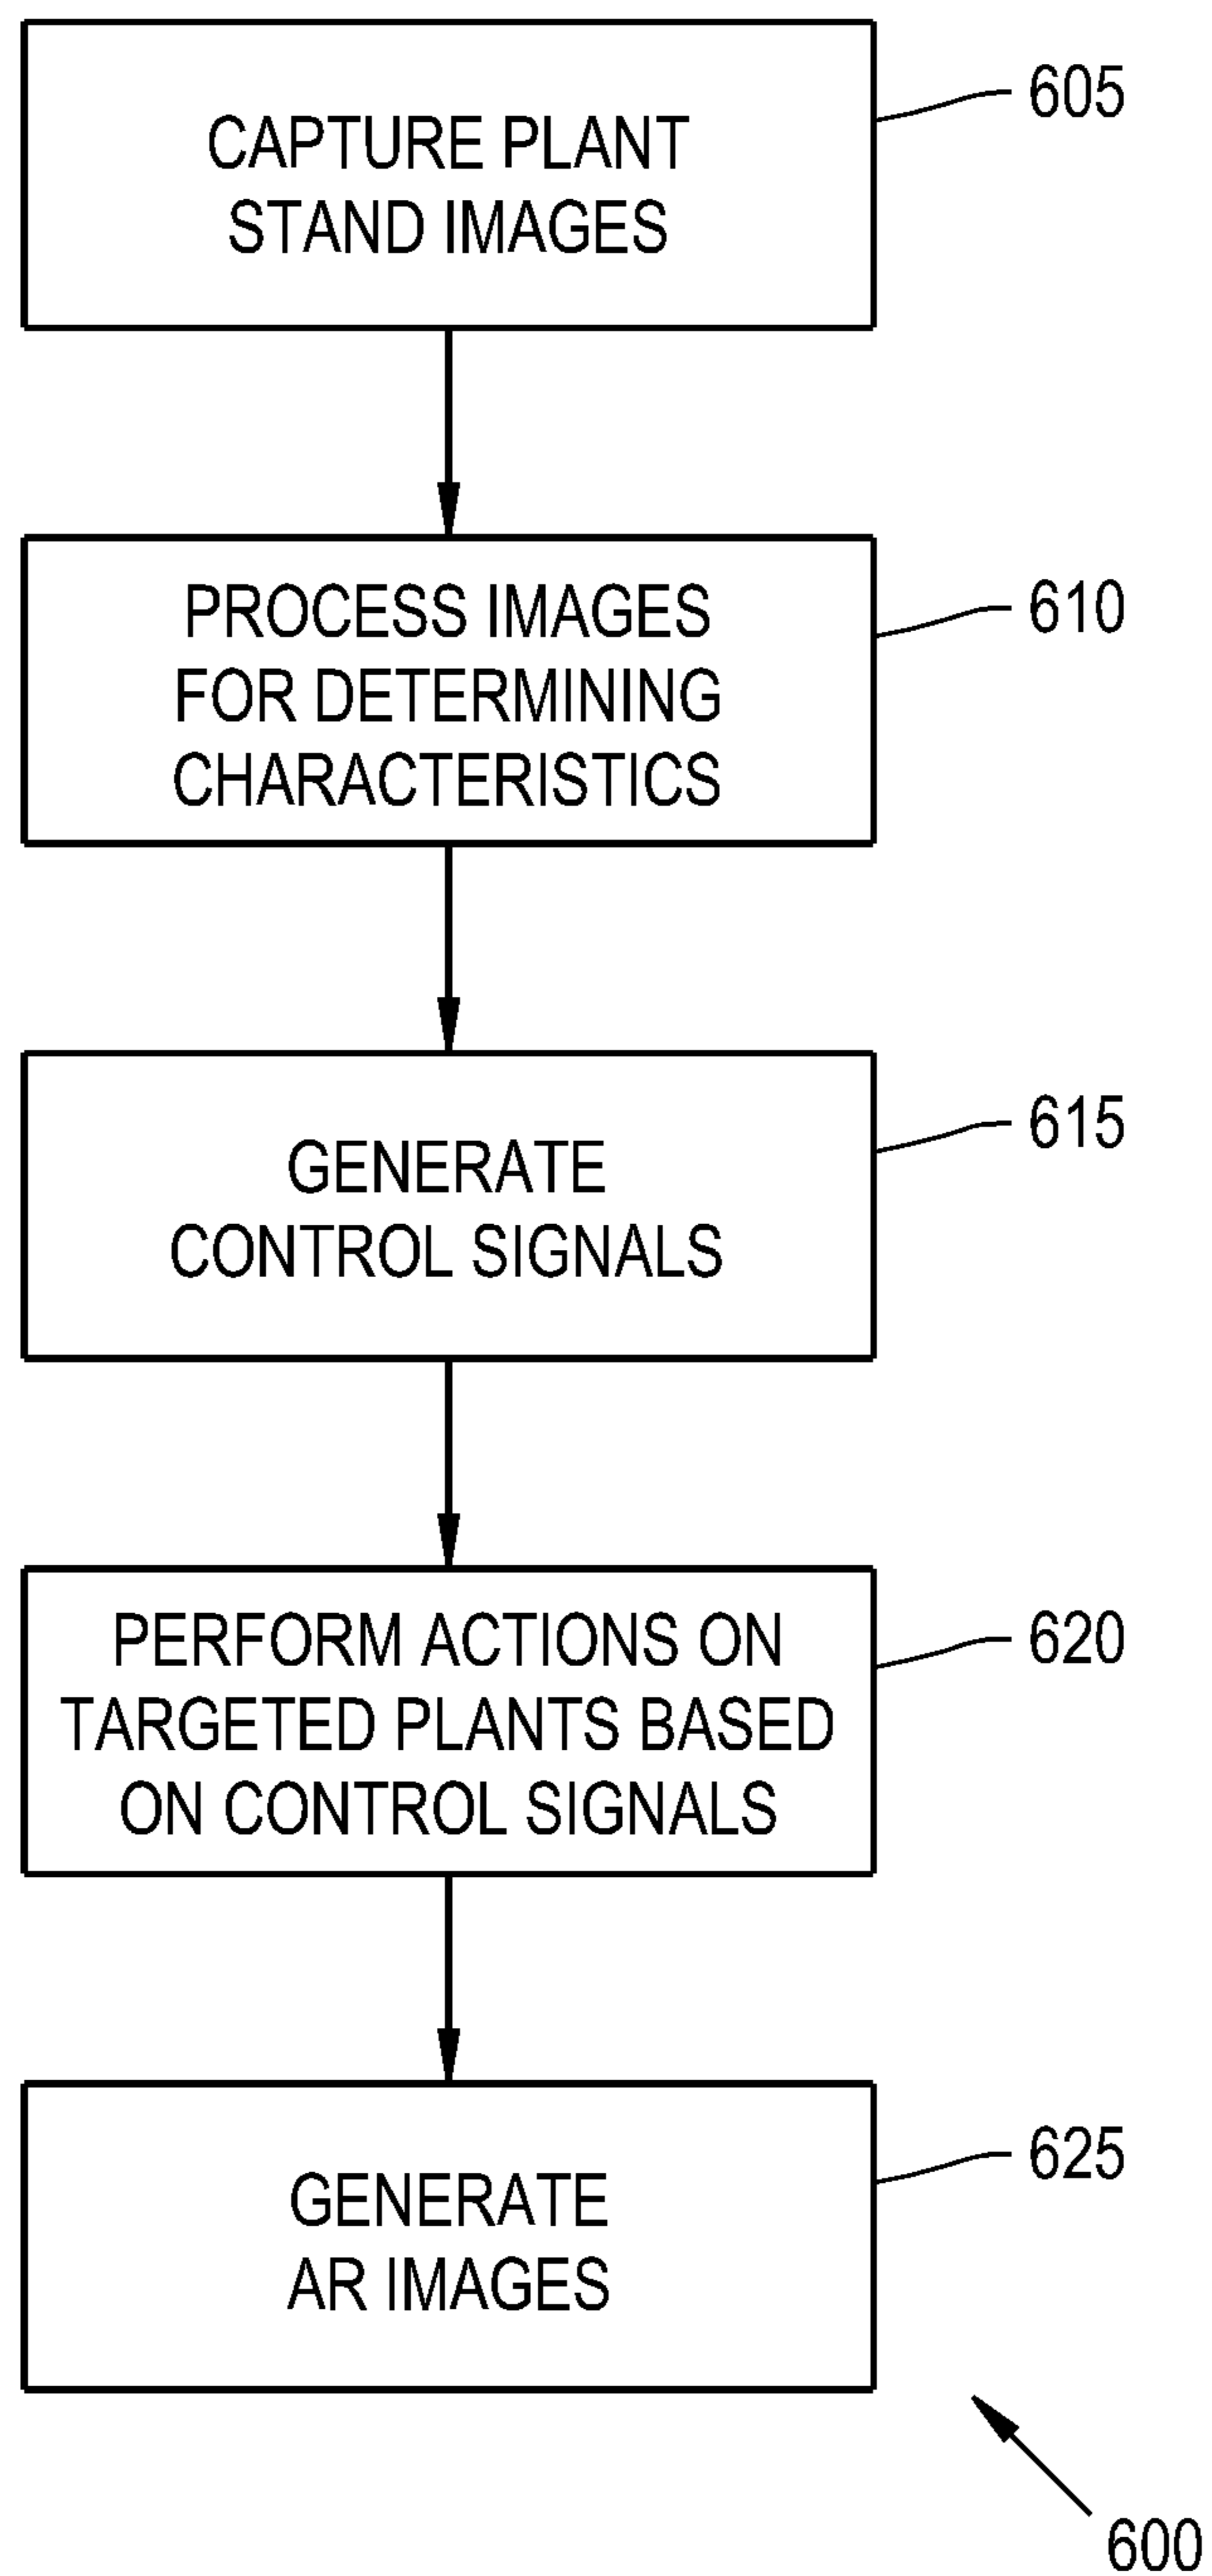 CAPTURE PLANT
STAND IMAGES
605
PROCESS IMAGES
FOR DETERMINING
CHARACTERISTICS
610
GENERATE
CONTROL SIGNALS
615
PERFORM ACTIONS ON
TARGETED PLANTS BASED
ON CONTROL SIGNALS
620
GENERATE
AR IMAGES
625
600